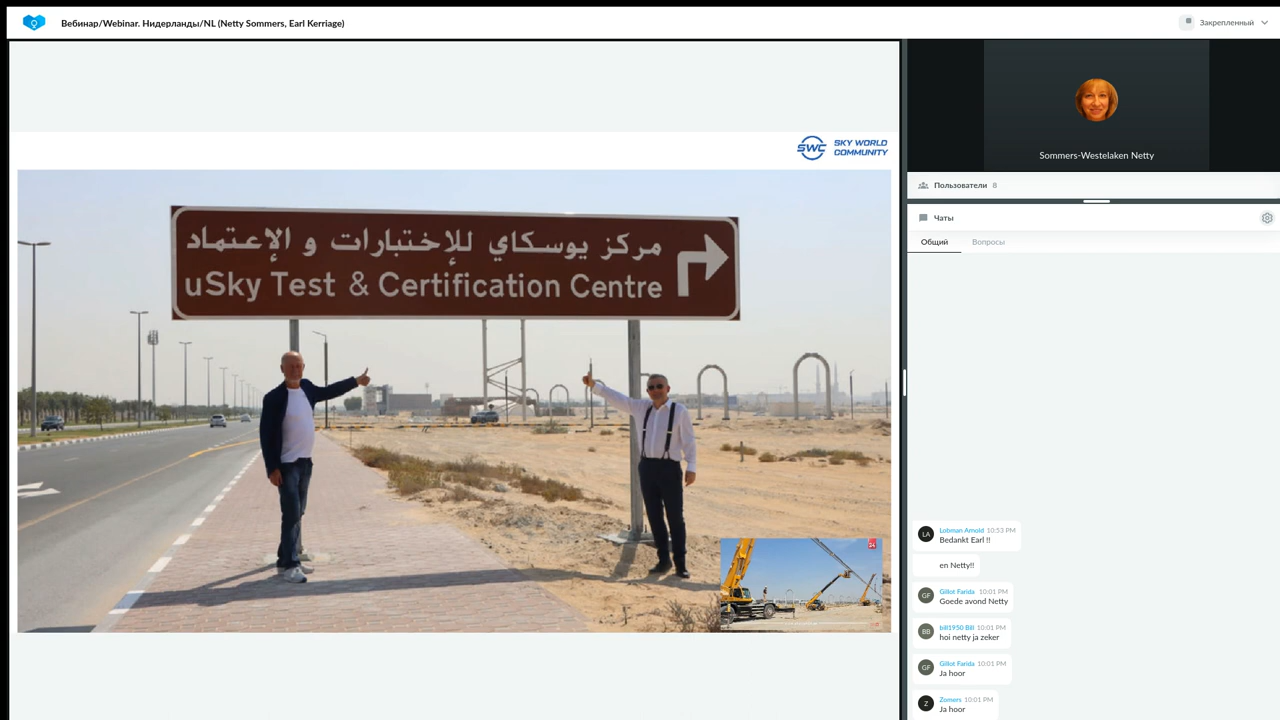 Вебинар/Webinar. Нидерланды/NL (Netty Sommers, Earl Kerriage)
Закрепленный
SWC SKY WORLD
COMMUNITY
مركز يوسكاي للإختبارات و الإعتماد
uSky Test & Certification Centre
Sommers-Westelaken Netty
Пользователи 8
Чаты
Общий
Вопросы
LA
Lobman Arnold 10:53 PM
Bedankt Earl !!
en Netty!!
GF
Gillot Farida 10:01 PM
Goede avond Netty
BB
bill1950 Bill 10:01 PM
hoi netty ja zeker
GF
Gillot Farida 10:01 PM
Ja hoor
Z
Zomers 10:01 PM
Ja hoor